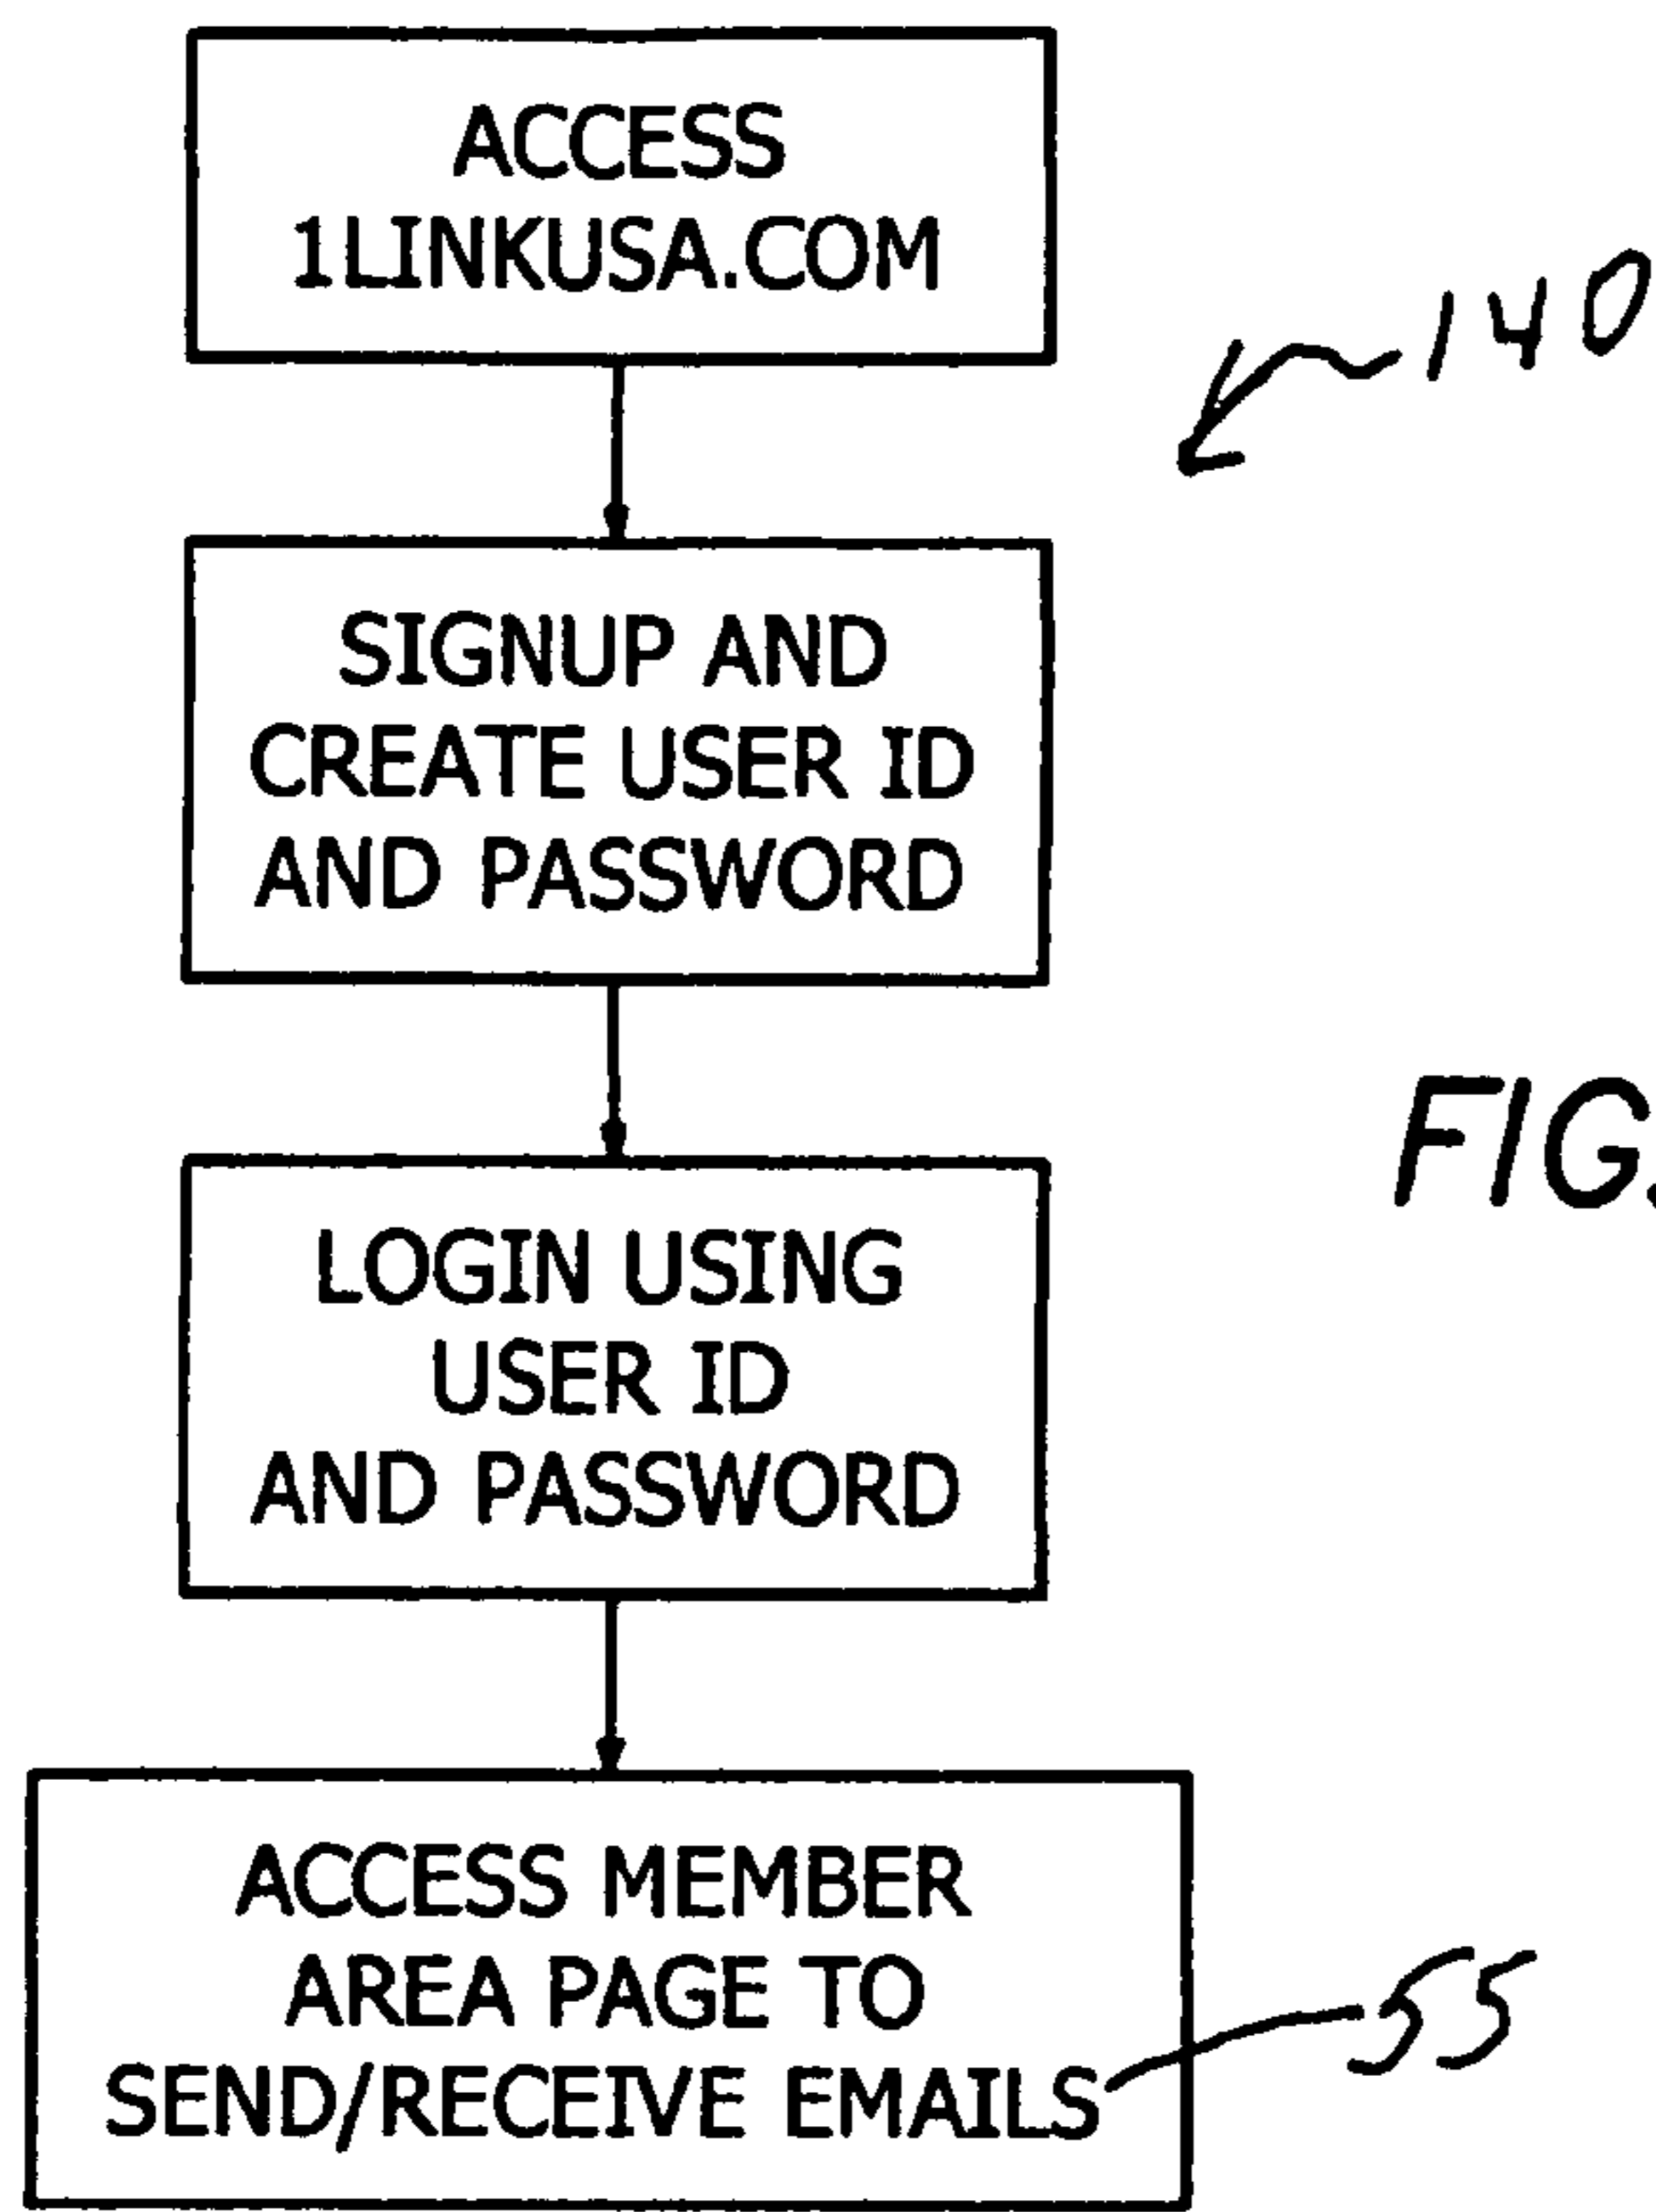 ACCESS
1LINKUSA.COM
140
SIGNUP AND
CREATE USER ID
AND PASSWORD
FIG.
LOGIN USING
USER ID
AND PASSWORD
ACCESS MEMBER
AREA PAGE TO
SEND/RECEIVE EMAILS
55